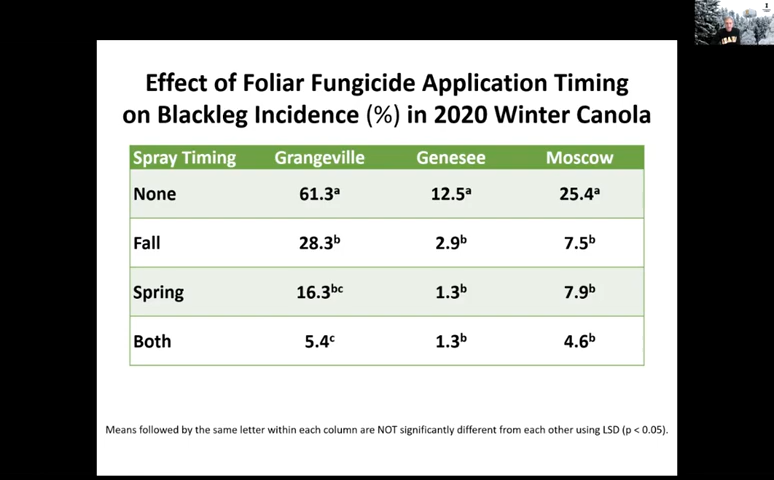 Effect of Foliar Fungicide Application Timing
on Blackleg Incidence (%) in 2020 Winter Canola
Spray Timing Grangeville Genesee Moscow
None 61.3ᵃ 12.5ᵃ 25.4ᵃ
Fall 28.3ᵇ 2.9ᵇ 7.5ᵇ
Spring 16.3ᵇᶜ 1.3ᵇ 7.9ᵇ
Both 5.4ᶜ 1.3ᵇ 4.6ᵇ
Means followed by the same letter within each column are NOT significantly different from each other using LSD (p < 0.05).